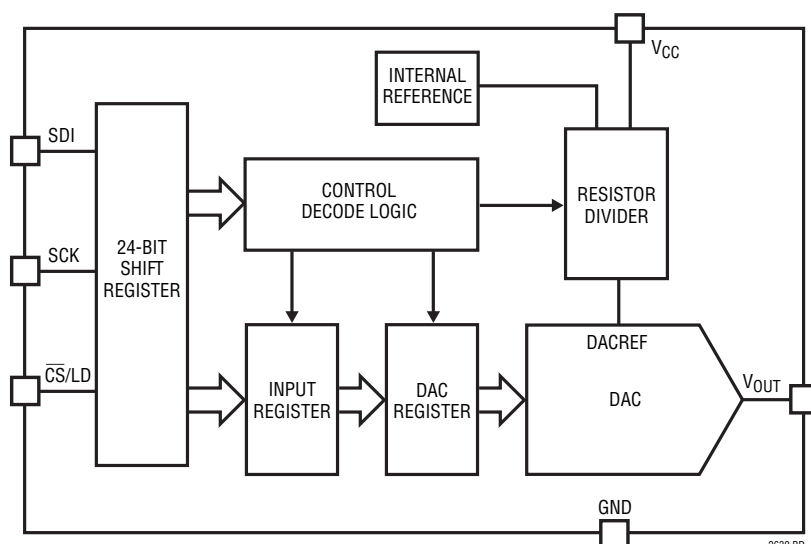 V<sub>CC</sub>
INTERNAL
REFERENCE
SDI
CONTROL
DECODE LOGIC
RESISTOR
DIVIDER
SCK
24-BIT
SHIFT
REGISTER
C̅S̅/LD
INPUT
REGISTER
DAC
REGISTER
DACREF
DAC
V<sub>OUT</sub>
GND